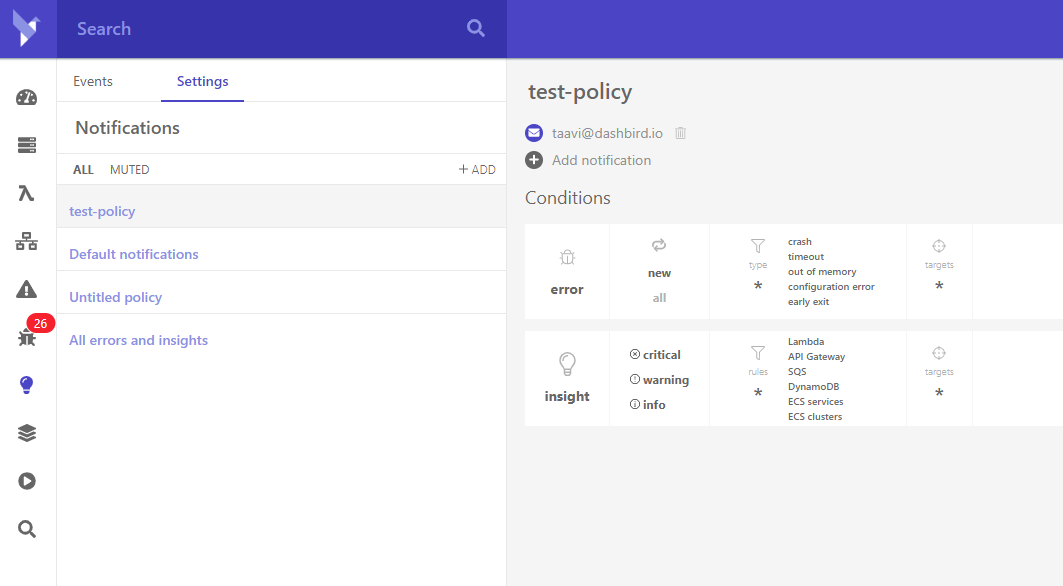 Search
Events
Settings
Notifications
ALL
MUTED
+ ADD
test-policy
Default notifications
Untitled policy
All errors and insights
26
test-policy
taavi@dashbird.io
Add notification
Conditions
error
new
all
type
*
crash
timeout
out of memory
configuration error
early exit
targets
*
insight
critical
warning
info
rules
*
Lambda
API Gateway
SQS
DynamoDB
ECS services
ECS clusters
targets
*